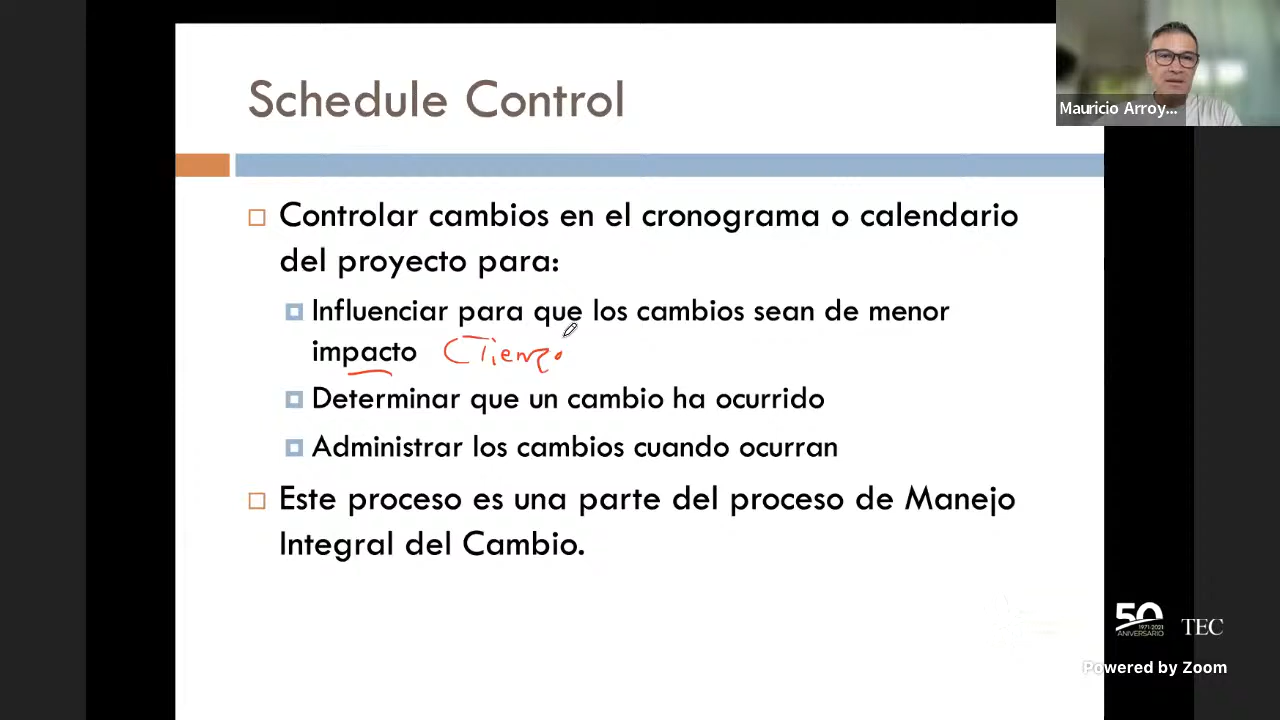 Schedule Control
Mauricio Arroy...
Controlar cambios en el cronograma o calendario
del proyecto para:
Influenciar para que los cambios sean de menor
impacto (Tiempo
Determinar que un cambio ha ocurrido
Administrar los cambios cuando ocurran
Este proceso es una parte del proceso de Manejo
Integral del Cambio.
50 TEC
1971-2021
ANIVERSARIO
Powered by Zoom